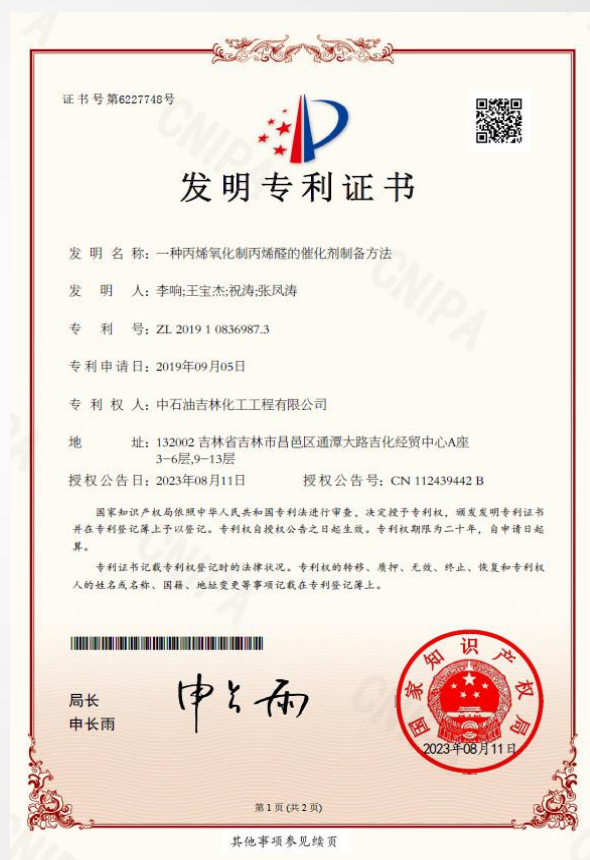 证书号第6227748号
发明专利证书
发明名称：一种丙烯氧化制丙烯醛的催化剂制备方法
发明人：李响;王宝杰;祝涛;张凤涛
专利号：ZL 2019 1 0836987.3
专利申请日：2019年09月05日
专利权人：中石油吉林化工工程有限公司
地址：132002 吉林省吉林市昌邑区通潭大路吉化经贸中心A座
3-6层,9-13层
授权公告日：2023年08月11日 授权公告号：CN 112439442 B
国家知识产权局依照中华人民共和国专利法进行审查，决定授予专利权，颁发发明专利证书
并在专利登记簿上予以登记。专利权自授权公告之日起生效。专利权期限为二十年，自申请日起
算。
专利证书记载专利权登记时的法律状况。专利权的转移、质押、无效、终止、恢复和专利权
人的姓名或名称、国籍、地址变更等事项记载在专利登记簿上。
局长
申长雨
申长雨
国家知识产权局
2023年08月11日
第1页(共2页)
其他事项参见续页
CNIPA
CNIPA
CNIPA